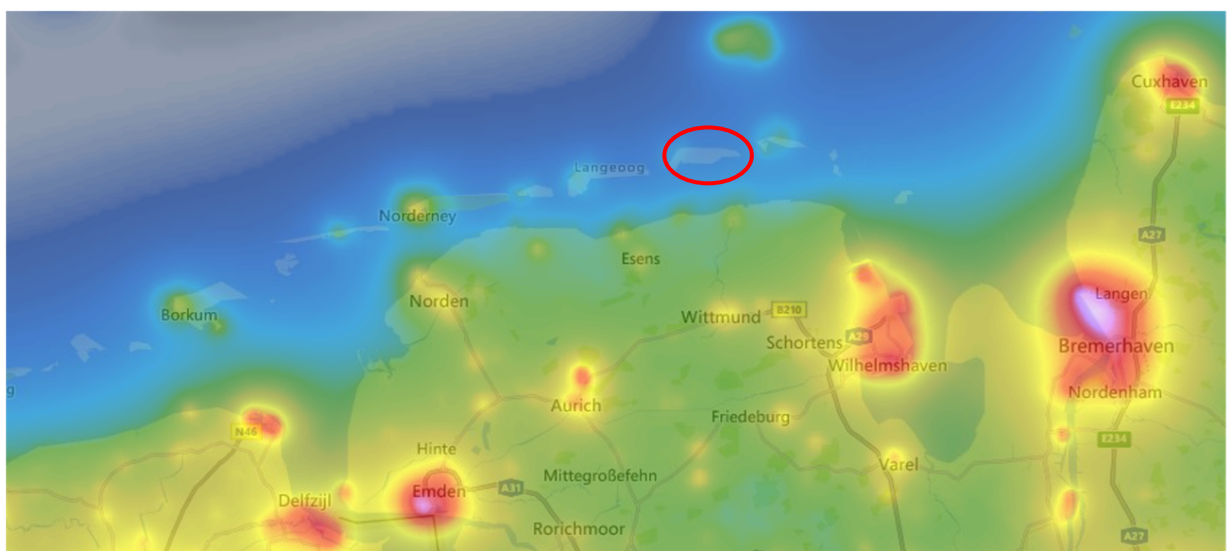 Cuxhaven
E234
Langeoog
Norderney
A27
Esens
Borkum
Norden
Langen
Wittmund
B210
Schortens
A29
Bremerhaven
Wilhelmshaven
g
Nordenham
Aurich
Friedeburg
N46
E234
Hinte
Varel
Mittegroßefehn
Emden
A31
Delfzijl
Rorichmoor
A27